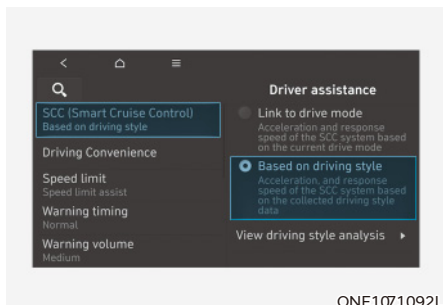 Driver assistance
SCC (Smart Cruise Control)
Based on driving style
Driving Convenience
Speed limit
Speed limit assist
Warning timing
Normal
Warning volume
Medium
Link to drive mode
Acceleration and response
speed of the SCC system based
on the current drive mode
Based on driving style
Acceleration, and response
speed of the SCC system based
on the collected driving style
data
View driving style analysis